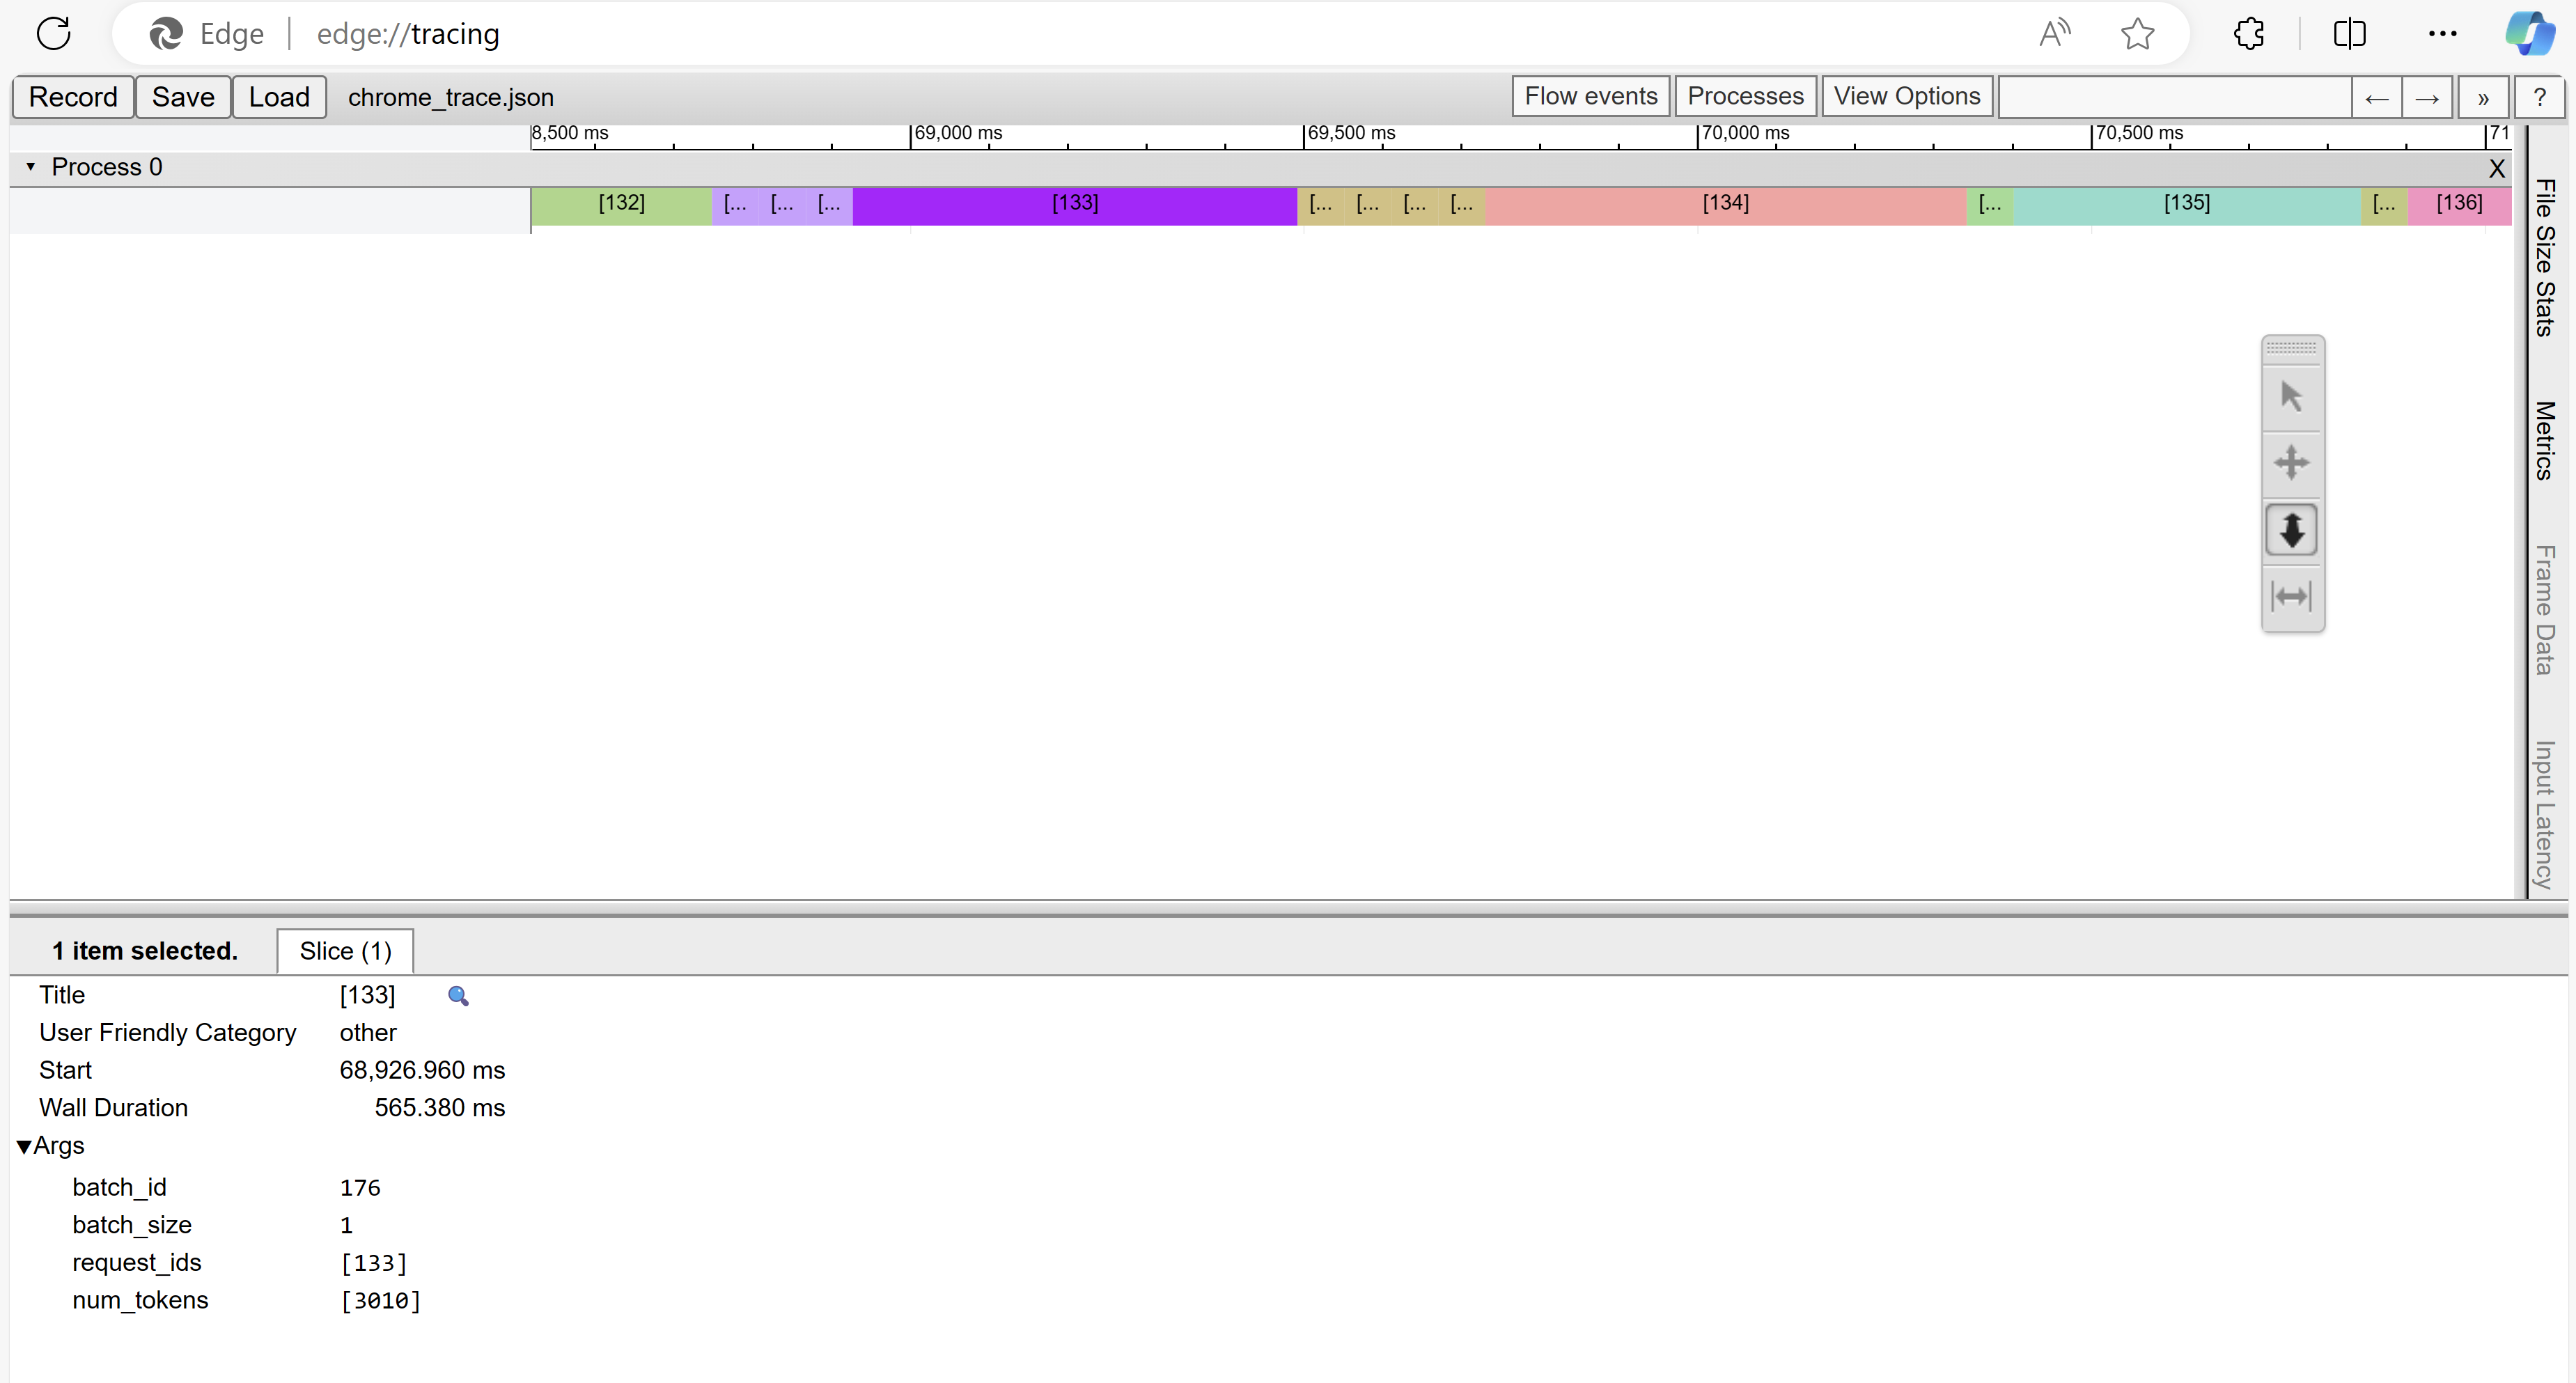 Edge | edge://tracing
Record Save Load chrome_trace.json Flow events Processes View Options ← → » ?
8,500 ms 69,000 ms 69,500 ms 70,000 ms 70,500 ms 71
▼ Process 0 X
[132] [... [... [... [133] [... [... [... [... [134] [... [135] [... [136]
File Size Stats
Metrics
Frame Data
Input Latency
1 item selected. Slice (1)
Title [133]
User Friendly Category other
Start 68,926.960 ms
Wall Duration 565.380 ms
▼Args
batch_id 176
batch_size 1
request_ids [133]
num_tokens [3010]